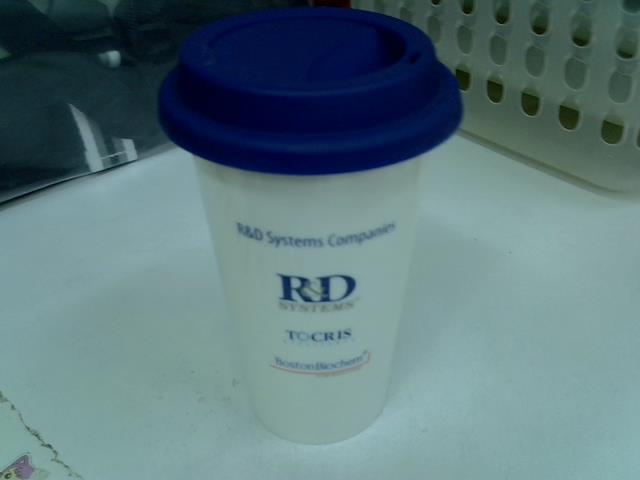 R&D Systems Companies
R&D
SYSTEMS
TOCRIS
BostonBiochem